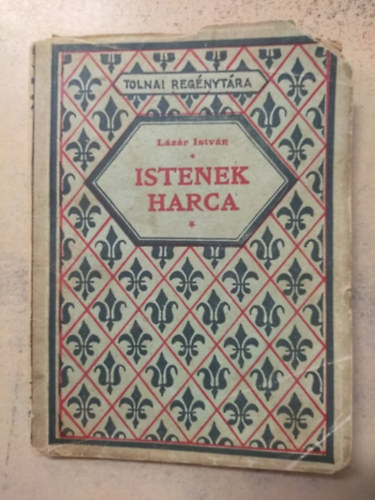 TOLNAI REGÉNYTÁRA
Lázár István
ISTENEK
HARCA